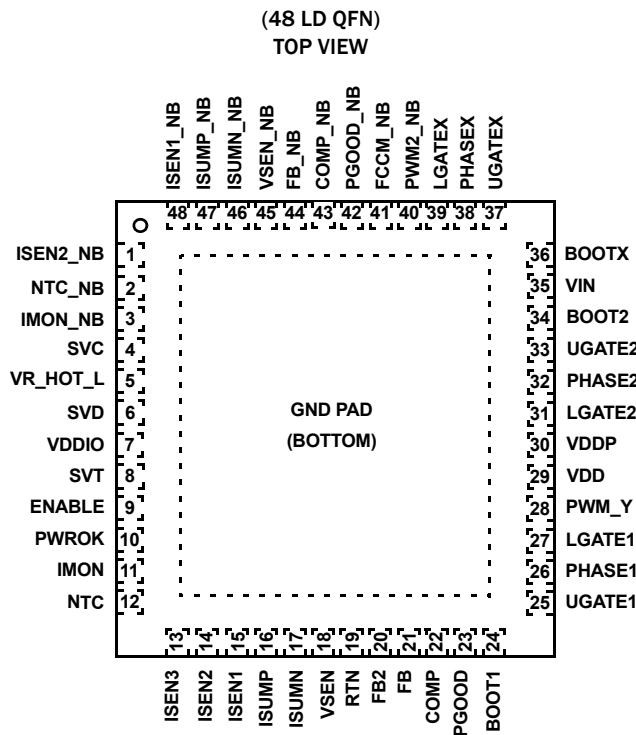 (48 LD QFN)
TOP VIEW
ISEN1_NB
ISUMP_NB
ISUMN_NB
VSEN_NB
FB_NB
COMP_NB
PGOOD_NB
FCCM_NB
PWM2_NB
LGATEX
PHASEX
UGATEX
48 47 46 45 44 43 42 41 40 39 38 37
ISEN2_NB 1
NTC_NB 2
IMON_NB 3
SVC 4
VR_HOT_L 5
SVD 6
VDDIO 7
SVT 8
ENABLE 9
PWROK 10
IMON 11
NTC 12
GND PAD
(BOTTOM)
36 BOOTX
35 VIN
34 BOOT2
33 UGATE2
32 PHASE2
31 LGATE2
30 VDDP
29 VDD
28 PWM_Y
27 LGATE1
26 PHASE1
25 UGATE1
13 14 15 16 17 18 19 20 21 22 23 24
ISEN3
ISEN2
ISEN1
ISUMP
ISUMN
VSEN
RTN
FB2
FB
COMP
PGOOD
BOOT1